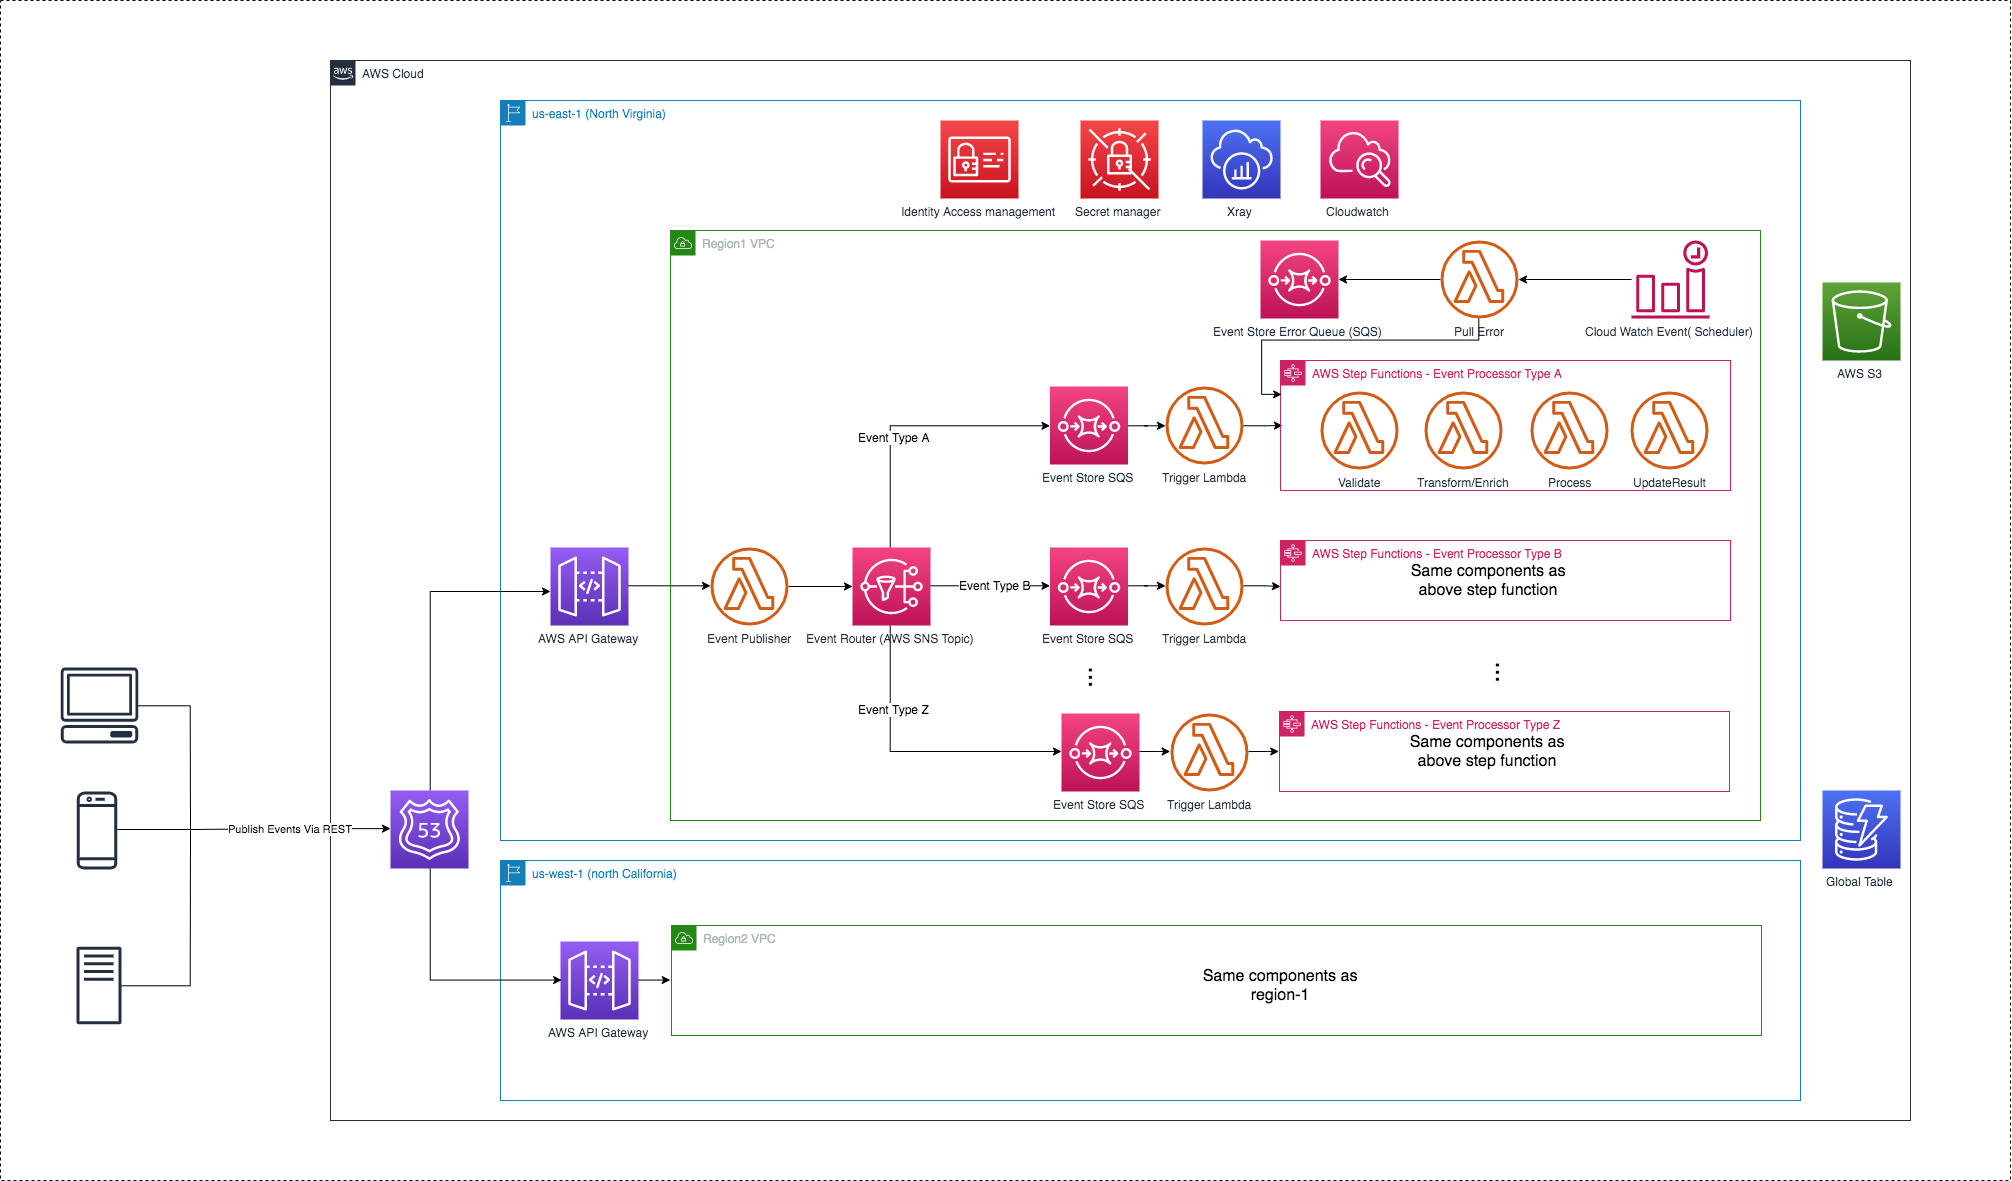 aws
AWS Cloud
us-east-1 (North Virginia)
Identity Access management
Secret manager
Xray
Cloudwatch
Region1 VPC
Event Store Error Queue (SQS)
Pull Error
Cloud Watch Event( Scheduler)
AWS S3
AWS Step Functions - Event Processor Type A
Event Type A
Event Store SQS
Trigger Lambda
Validate
Transform/Enrich
Process
UpdateResult
AWS Step Functions - Event Processor Type B
Same components as
above step function
</>
Event Type B
AWS API Gateway
Event Publisher
Event Router (AWS SNS Topic)
Event Store SQS
Trigger Lambda
Event Type Z
AWS Step Functions - Event Processor Type Z
Same components as
above step function
Event Store SQS
Trigger Lambda
Publish Events Via REST
53
Global Table
us-west-1 (north California)
Region2 VPC
</>
Same components as
region-1
AWS API Gateway